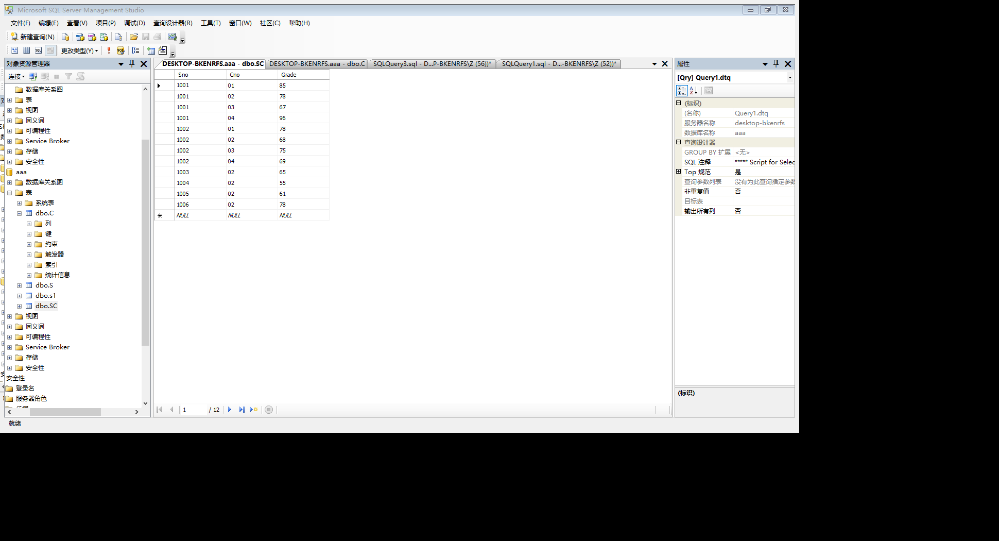 Microsoft SQL Server Management Studio
文件(F) 编辑(E) 查看(V) 项目(P) 调试(D) 查询设计器(R) 工具(T) 窗口(W) 社区(C) 帮助(H)
新建查询(N)
更改类型(Y)
对象资源管理器
连接
数据库关系图
表
视图
同义词
可编程性
Service Broker
存储
安全性
aaa
数据库关系图
表
系统表
dbo.C
列
键
约束
触发器
索引
统计信息
dbo.S
dbo.s1
dbo.SC
视图
同义词
可编程性
Service Broker
存储
安全性
安全性
登录名
服务器角色
DESKTOP-BKENRFS.aaa - dbo.SC DESKTOP-BKENRFS.aaa - dbo.C SQLQuery3.sql - D...P-BKENRFS\Z (56))* SQLQuery1.sql - D...-BKENRFS\Z (52))*
Sno Cno Grade
1001 01 85
1001 02 78
1001 03 67
1001 04 96
1002 01 78
1002 02 68
1002 03 75
1002 04 69
1003 02 65
1004 02 55
1005 02 61
1006 02 78
NULL NULL NULL
1 / 12
属性
[Qry] Query1.dtq
(标识)
(名称) Query1.dtq
服务器名称 desktop-bkenrfs
数据库名称 aaa
查询设计器
GROUP BY 扩展 <无>
SQL 注释 ***** Script for Selec
Top 规范 是
查询参数列表 没有为此查询指定参数
非重复值 否
目标表
输出所有列 否
(标识)
就绪